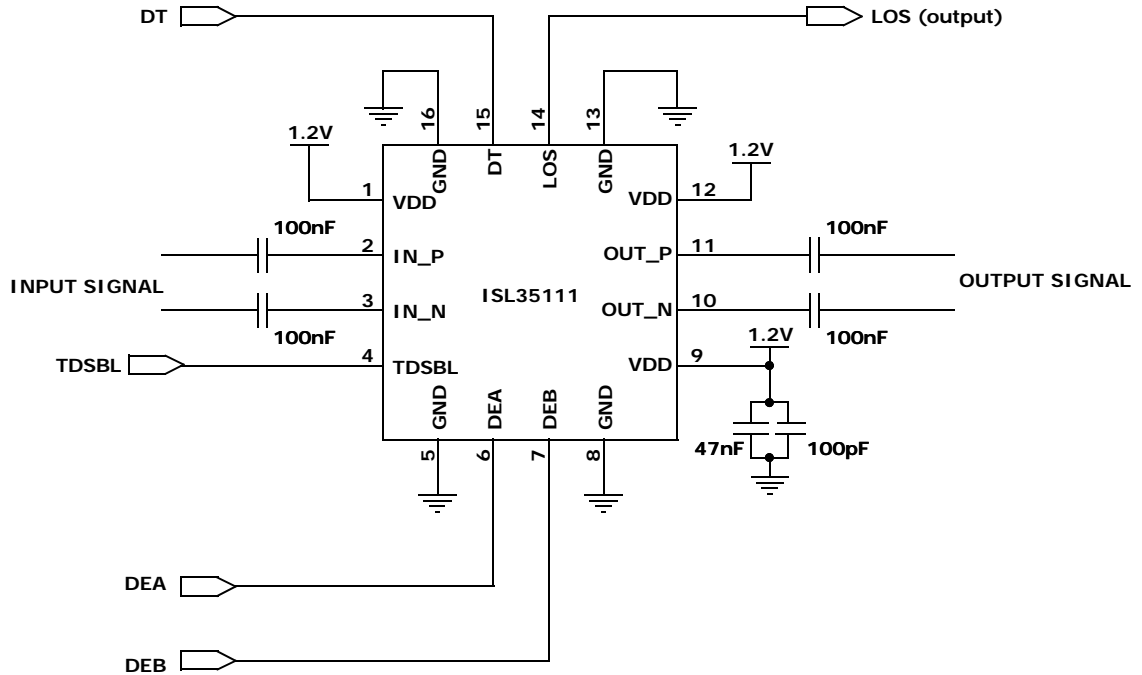 DT
LOS (output)
16
15
14
13
1.2V
GND
DT
LOS
GND
1.2V
1
VDD
VDD
12
100nF
100nF
2
IN_P
OUT_P
11
INPUT SIGNAL
ISL35111
OUTPUT SIGNAL
3
IN_N
OUT_N
10
100nF
100nF
1.2V
TDSBL
4
TDSBL
VDD
9
GND
DEA
DEB
GND
47nF
100pF
5
6
7
8
DEA
DEB